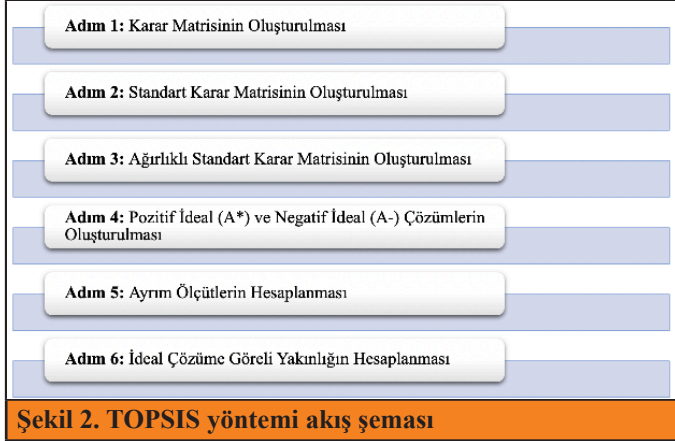 Adım 1: Karar Matrisinin Oluşturulması
Adım 2: Standart Karar Matrisinin Oluşturulması
Adım 3: Ağırlıklı Standart Karar Matrisinin Oluşturulması
Adım 4: Pozitif İdeal (A*) ve Negatif İdeal (A-) Çözümlerin
Oluşturulması
Adım 5: Ayrım Ölçütlerin Hesaplanması
Adım 6: İdeal Çözüme Göreli Yakınlığın Hesaplanması
Şekil 2. TOPSIS yöntemi akış şeması